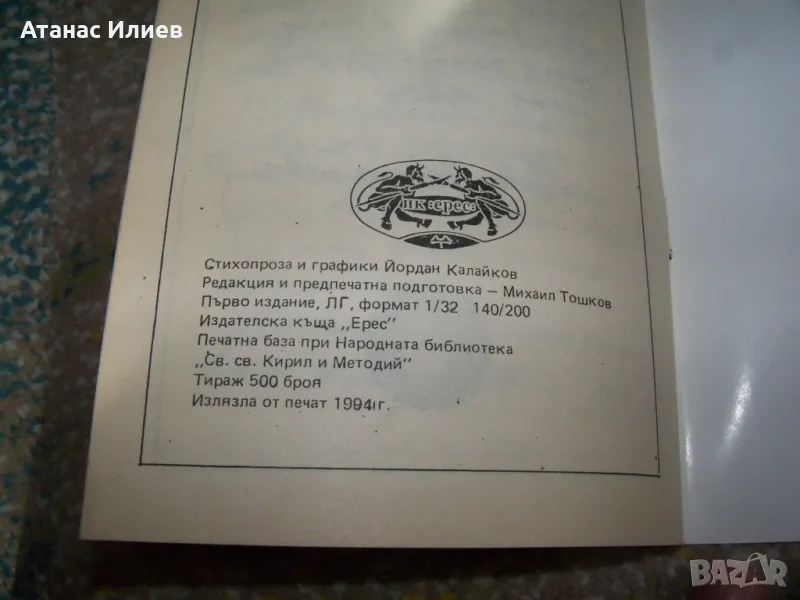 Атанас Илиев
ИК :ерес:
Стихопроза и графики Йордан Калайков
Редакция и предпечатна подготовка — Михаил Тошков
Първо издание, ЛГ, формат 1/32 140/200
Издателска къща „Ерес"
Печатна база при Народната библиотека
„Св. св. Кирил и Методий"
Тираж 500 броя
Излязла от печат 1994 г.
BAZAR